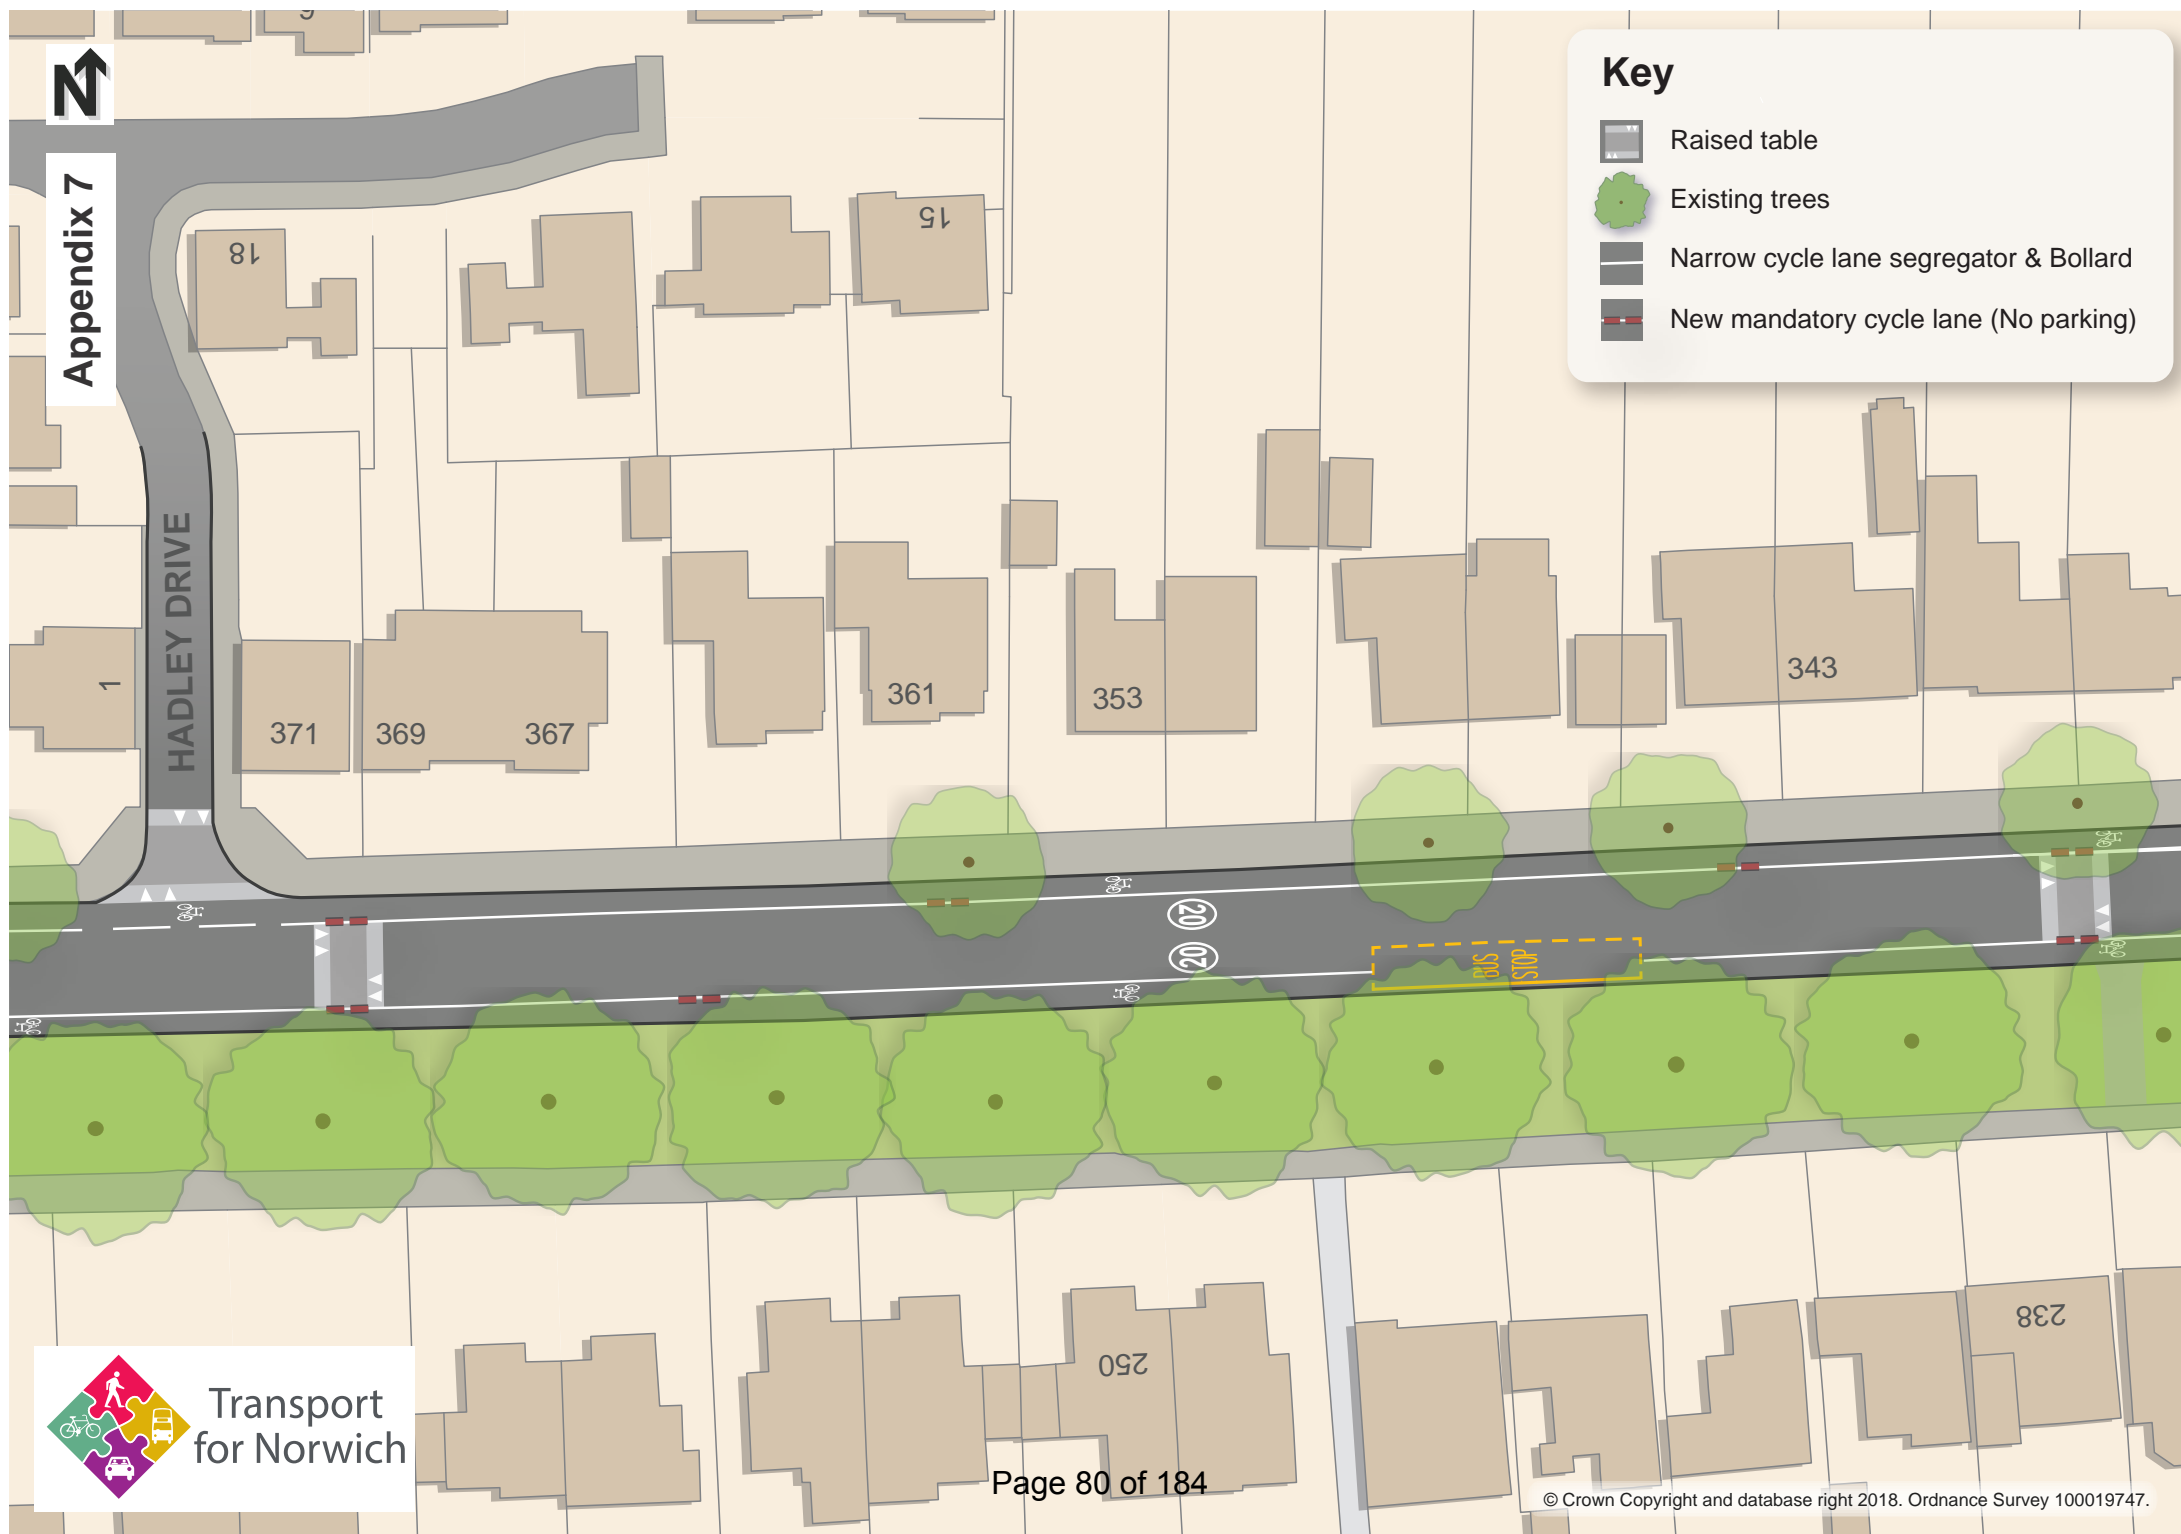 N
Appendix 7
Key
Raised table
Existing trees
Narrow cycle lane segregator & Bollard
New mandatory cycle lane (No parking)
18
15
HADLEY DRIVE
1
371
369
367
361
353
343
20
20
BUS
STOP
250
238
Transport
for Norwich
Page 80 of 184
© Crown Copyright and database right 2018. Ordnance Survey 100019747.